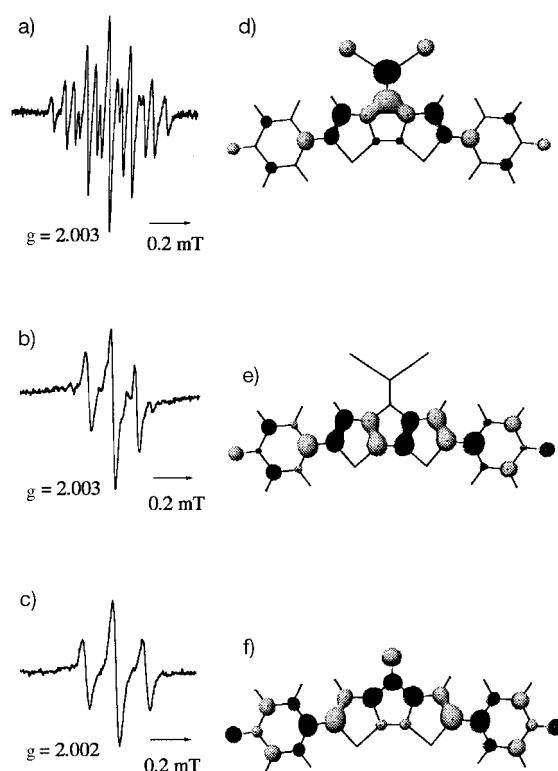 a)
d)
g = 2.003
0.2 mT
b)
e)
g = 2.003
0.2 mT
c)
f)
g = 2.002
0.2 mT